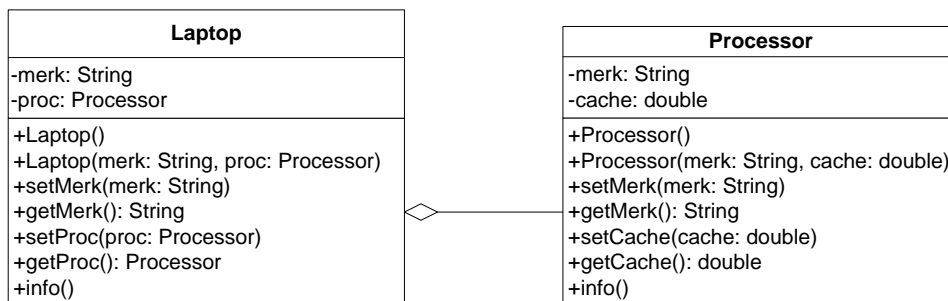 Laptop
-merk: String
-proc: Processor
+Laptop()
+Laptop(merk: String, proc: Processor)
+setMerk(merk: String)
+getMerk(): String
+setProc(proc: Processor)
+getProc(): Processor
+info()
Processor
-merk: String
-cache: double
+Processor()
+Processor(merk: String, cache: double)
+setMerk(merk: String)
+getMerk(): String
+setCache(cache: double)
+getCache(): double
+info()